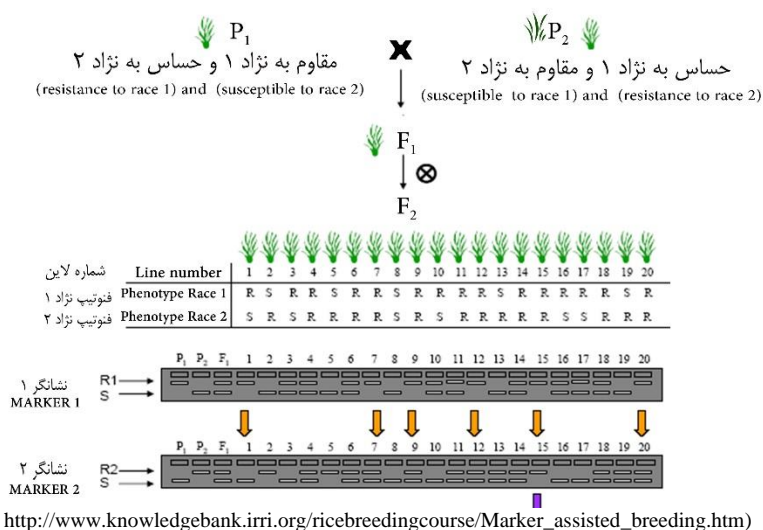 P₁ X P₂
مقاوم به نژاد ۱ و حساس به نژاد ۲
حساس به نژاد ۱ و مقاوم به نژاد ۲
(resistance to race 1) and (susceptible to race 2)
(susceptible to race 1) and (resistance to race 2)
F₁
⊗
F₂
شماره لاین Line number 1 2 3 4 5 6 7 8 9 10 11 12 13 14 15 16 17 18 19 20
فنوتیپ نژاد ۱ Phenotype Race 1 R S R R S R R S R R R R S R R R R R S R
فنوتیپ نژاد ۲ Phenotype Race 2 S R S R R R R S R S R R R R R S S R R R
P₁ P₂ F₁ 1 2 3 4 5 6 7 8 9 10 11 12 13 14 15 16 17 18 19 20
نشانگر ۱ R1
MARKER 1 S
P₁ P₂ F₁ 1 2 3 4 5 6 7 8 9 10 11 12 13 14 15 16 17 18 19 20
نشانگر ۲ R2
MARKER 2 S
http://www.knowledgebank.irri.org/ricebreedingcourse/Marker_assisted_breeding.htm)